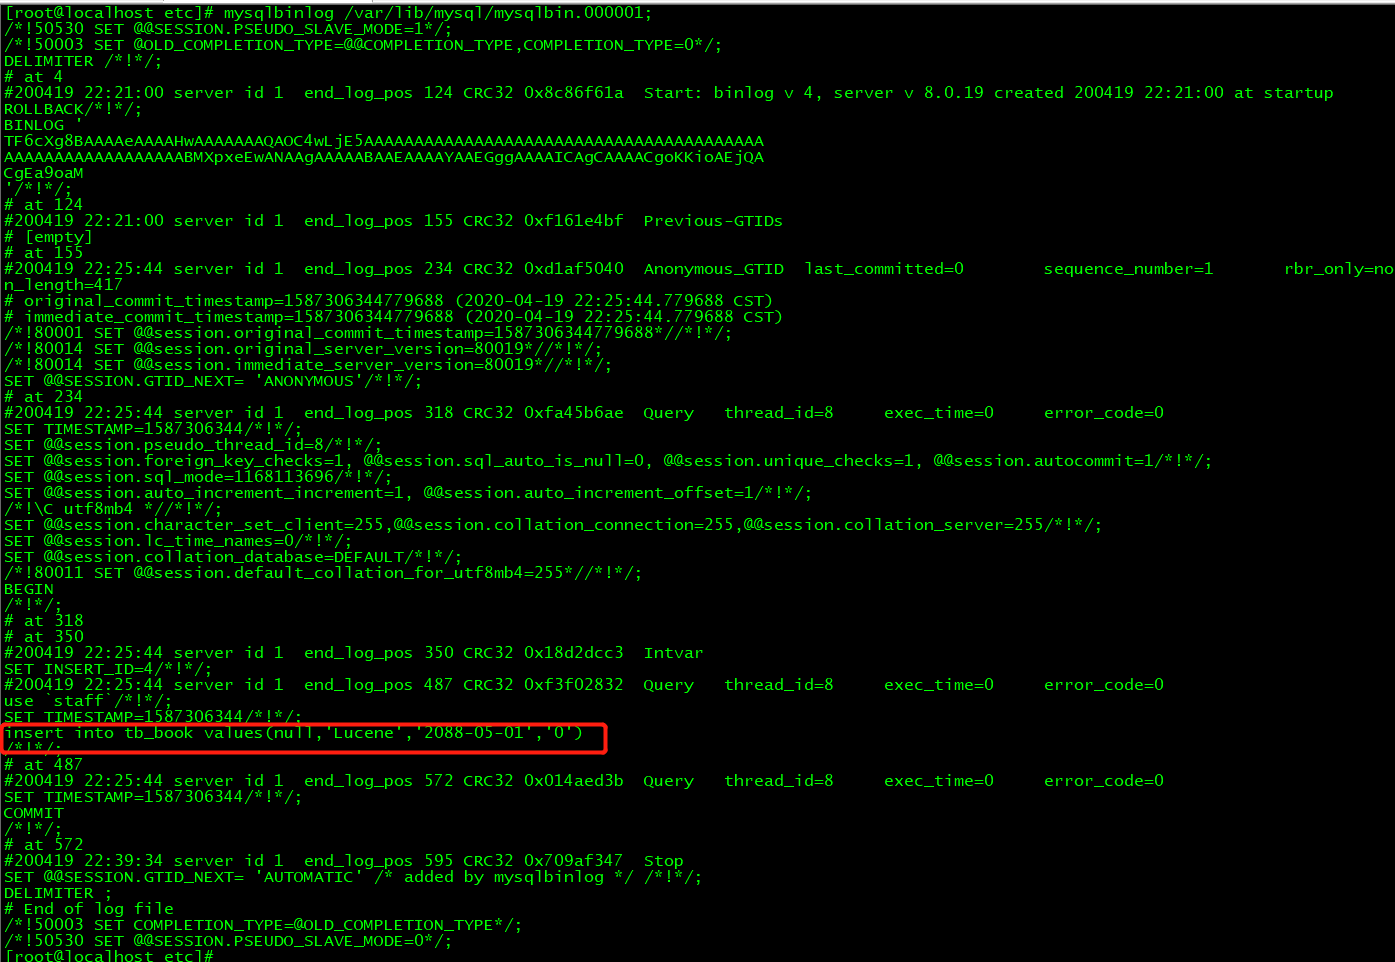 [root@localhost etc]# mysqlbinlog /var/lib/mysql/mysqlbin.000001;
/*!50530 SET @@SESSION.PSEUDO_SLAVE_MODE=1*/;
/*!50003 SET @OLD_COMPLETION_TYPE=@@COMPLETION_TYPE,COMPLETION_TYPE=0*/;
DELIMITER /*!*/;
# at 4
#200419 22:21:00 server id 1  end_log_pos 124 CRC32 0x8c86f61a  Start: binlog v 4, server v 8.0.19 created 200419 22:21:00 at startup
ROLLBACK/*!*/;
BINLOG '
TF6cXg8BAAAAeAAAAHwAAAAAAAQAOC4wLjE5AAAAAAAAAAAAAAAAAAAAAAAAAAAAAAAAAAAAAAAA
AAAAAAAAAAAAAAAAAABMXpxeEwANAAgAAAAABAAEAAAAYAAEGggAAAAICAgCAAAACgoKKioAEjQA
CgEa9oaM
'/*!*/;
# at 124
#200419 22:21:00 server id 1  end_log_pos 155 CRC32 0xf161e4bf  Previous-GTIDs
# [empty]
# at 155
#200419 22:25:44 server id 1  end_log_pos 234 CRC32 0xd1af5040  Anonymous_GTID  last_committed=0        sequence_number=1       rbr_only=no
n_length=417
# original_commit_timestamp=1587306344779688 (2020-04-19 22:25:44.779688 CST)
# immediate_commit_timestamp=1587306344779688 (2020-04-19 22:25:44.779688 CST)
/*!80001 SET @@session.original_commit_timestamp=1587306344779688*//*!*/;
/*!80014 SET @@session.original_server_version=80019*//*!*/;
/*!80014 SET @@session.immediate_server_version=80019*//*!*/;
SET @@SESSION.GTID_NEXT= 'ANONYMOUS'/*!*/;
# at 234
#200419 22:25:44 server id 1  end_log_pos 318 CRC32 0xfa45b6ae  Query   thread_id=8     exec_time=0     error_code=0
SET TIMESTAMP=1587306344/*!*/;
SET @@session.pseudo_thread_id=8/*!*/;
SET @@session.foreign_key_checks=1, @@session.sql_auto_is_null=0, @@session.unique_checks=1, @@session.autocommit=1/*!*/;
SET @@session.sql_mode=1168113696/*!*/;
SET @@session.auto_increment_increment=1, @@session.auto_increment_offset=1/*!*/;
/*!\C utf8mb4 *//*!*/;
SET @@session.character_set_client=255,@@session.collation_connection=255,@@session.collation_server=255/*!*/;
SET @@session.lc_time_names=0/*!*/;
SET @@session.collation_database=DEFAULT/*!*/;
/*!80011 SET @@session.default_collation_for_utf8mb4=255*//*!*/;
BEGIN
/*!*/;
# at 318
# at 350
#200419 22:25:44 server id 1  end_log_pos 350 CRC32 0x18d2dcc3  Intvar
SET INSERT_ID=4/*!*/;
#200419 22:25:44 server id 1  end_log_pos 487 CRC32 0xf3f02832  Query   thread_id=8     exec_time=0     error_code=0
use `staff`/*!*/;
SET TIMESTAMP=1587306344/*!*/;
insert into tb_book values(null,'Lucene','2088-05-01','0')
/*!*/;
# at 487
#200419 22:25:44 server id 1  end_log_pos 572 CRC32 0x014aed3b  Query   thread_id=8     exec_time=0     error_code=0
SET TIMESTAMP=1587306344/*!*/;
COMMIT
/*!*/;
# at 572
#200419 22:39:34 server id 1  end_log_pos 595 CRC32 0x709af347  Stop
SET @@SESSION.GTID_NEXT= 'AUTOMATIC' /* added by mysqlbinlog */ /*!*/;
DELIMITER ;
# End of log file
/*!50003 SET COMPLETION_TYPE=@OLD_COMPLETION_TYPE*/;
/*!50530 SET @@SESSION.PSEUDO_SLAVE_MODE=0*/;
[root@localhost etc]#